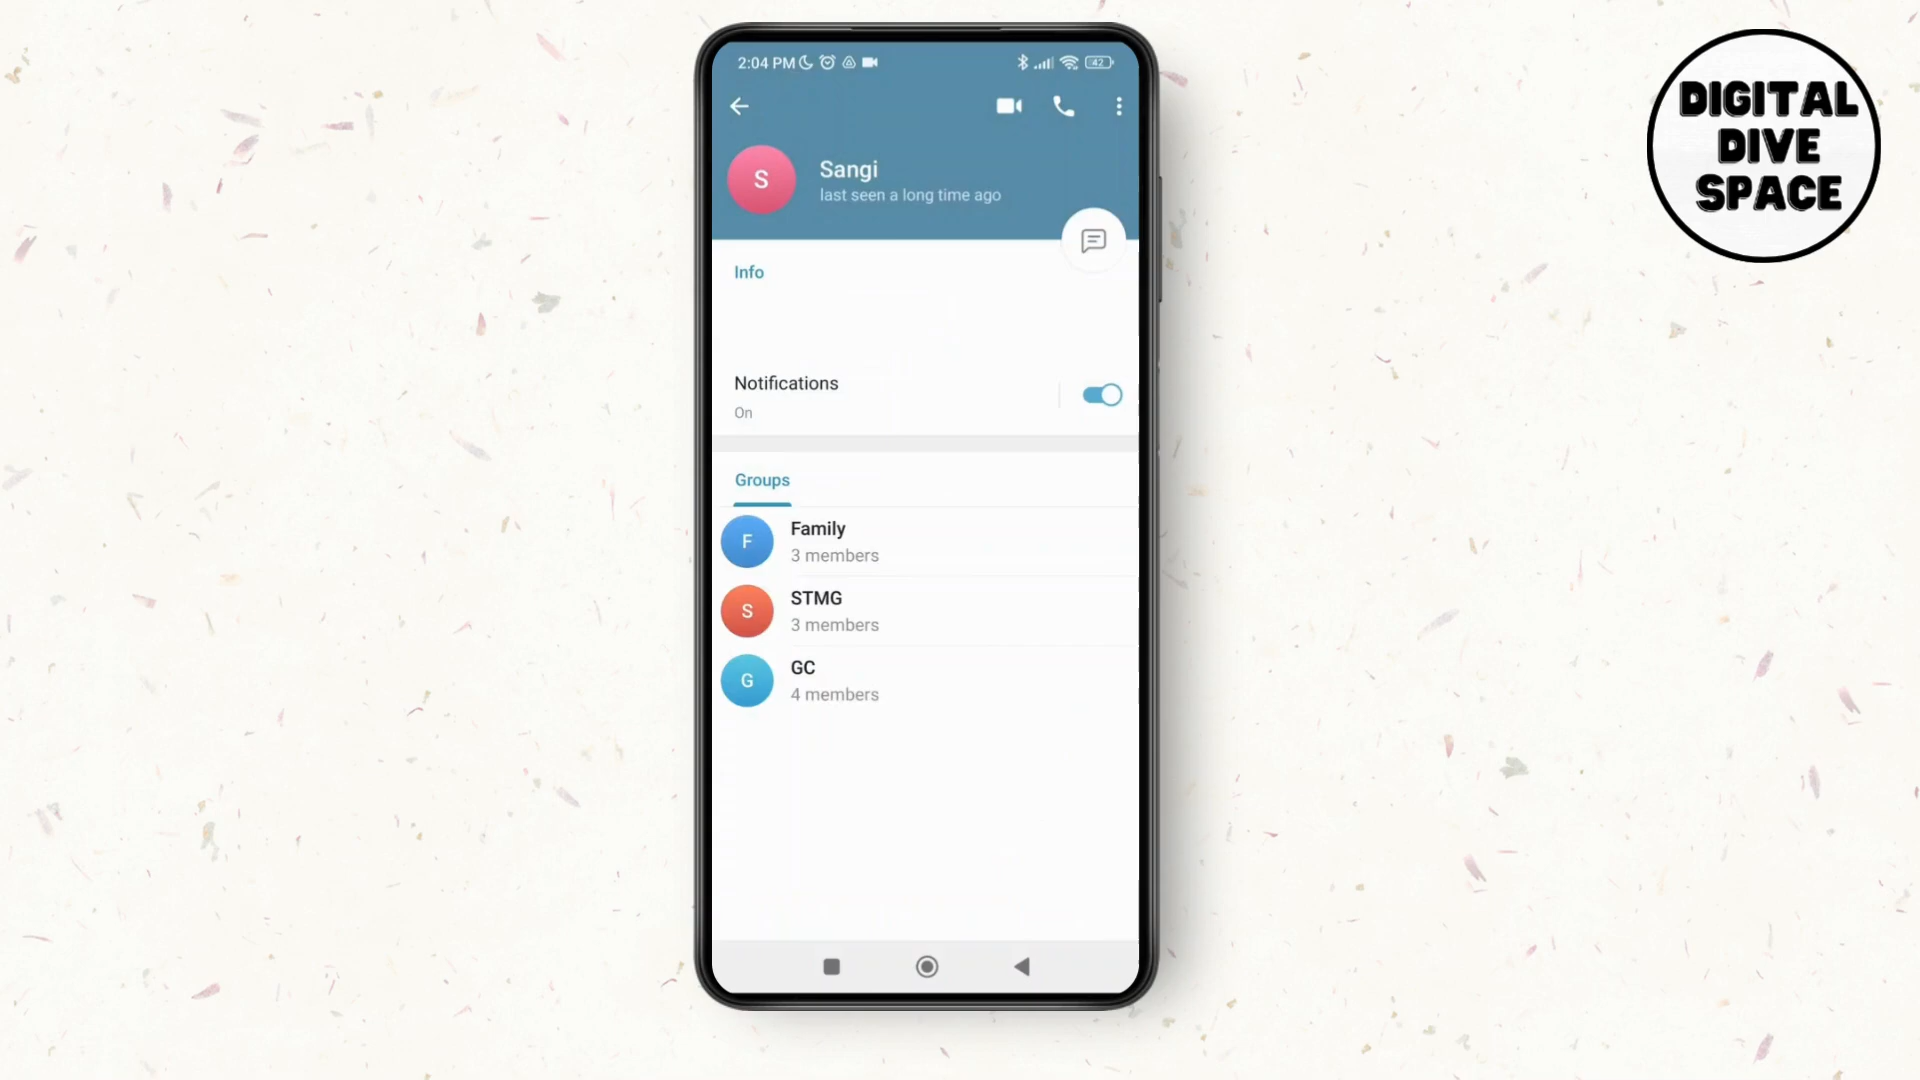 2:04 PM
42
DIGITAL
DIVE
SPACE
S
Sangi
last seen a long time ago
Info
Notifications
On
Groups
F
Family
3 members
S
STMG
3 members
G
GC
4 members